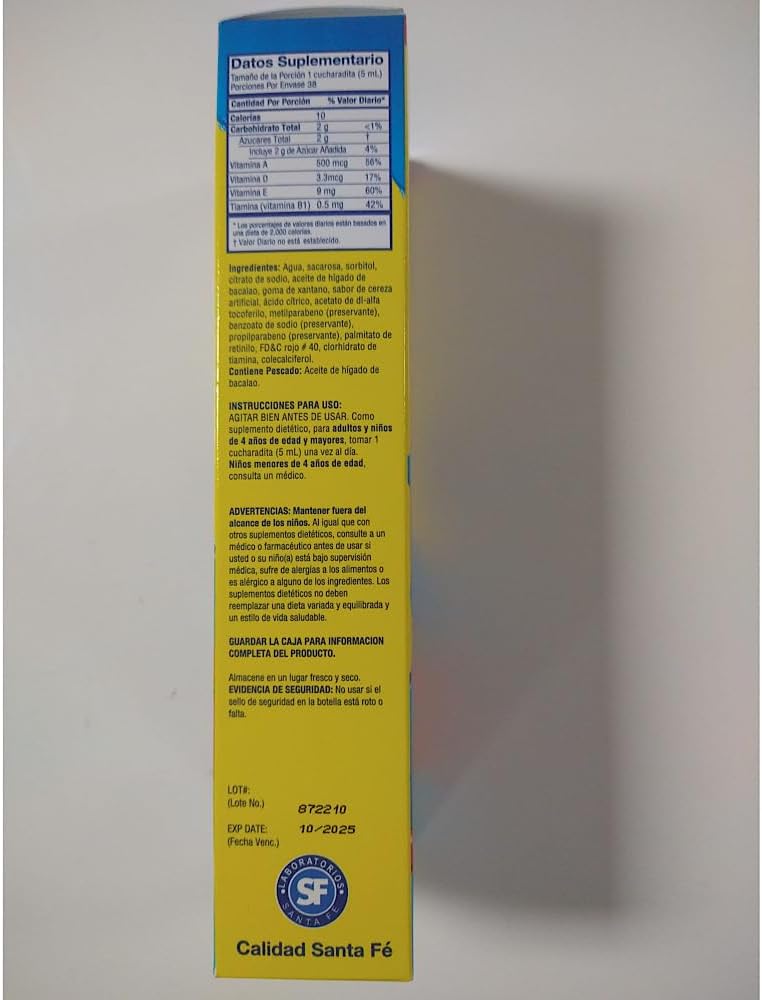 Datos Suplementario
Tamaño de la Porción 1 cucharadita (5 mL)
Porciones Por Envase 38
Cantidad Por Porción % Valor Diario*
Calorías 10
Carbohidrato Total 2 g <1%
Azucares Total 2 g †
Incluye 2 g de Azúcar Añadida 4%
Vitamina A 500 mcg 56%
Vitamina D 3.3mcg 17%
Vitamina E 9 mg 60%
Tiamina (vitamina B1) 0.5 mg 42%
* Los porcentajes de valores diarios están basados en
una dieta de 2,000 calorías.
† Valor Diario no está establecido.
Ingredientes: Agua, sacarosa, sorbitol,
citrato de sodio, aceite de hígado de
bacalao, goma de xantano, sabor de cereza
artificial, ácido cítrico, acetato de dl-alfa
tocoferilo, metilparabeno (preservante),
benzoato de sodio (preservante),
propilparabeno (preservante), palmitato de
retinilo, FD&C rojo # 40, clorhidrato de
tiamina, colecalciferol.
Contiene Pescado: Aceite de hígado de
bacalao.
INSTRUCCIONES PARA USO:
AGITAR BIEN ANTES DE USAR. Como
suplemento dietético, para adultos y niños
de 4 años de edad y mayores, tomar 1
cucharadita (5 mL) una vez al día.
Niños menores de 4 años de edad,
consulta un médico.
ADVERTENCIAS: Mantener fuera del
alcance de los niños. Al igual que con
otros suplementos dietéticos, consulte a un
médico o farmacéutico antes de usar si
usted o su niño(a) está bajo supervisión
médica, sufre de alergias a los alimentos o
es alérgico a alguno de los ingredientes. Los
suplementos dietéticos no deben
reemplazar una dieta variada y equilibrada y
un estilo de vida saludable.
GUARDAR LA CAJA PARA INFORMACION
COMPLETA DEL PRODUCTO.
Almacene en un lugar fresco y seco.
EVIDENCIA DE SEGURIDAD: No usar si el
sello de seguridad en la botella está roto o
falta.
LOT#:
(Lote No.) 872210
EXP DATE: 10/2025
(Fecha Venc.)
LABORATORIOS
SF
SANTA FE
Calidad Santa Fé